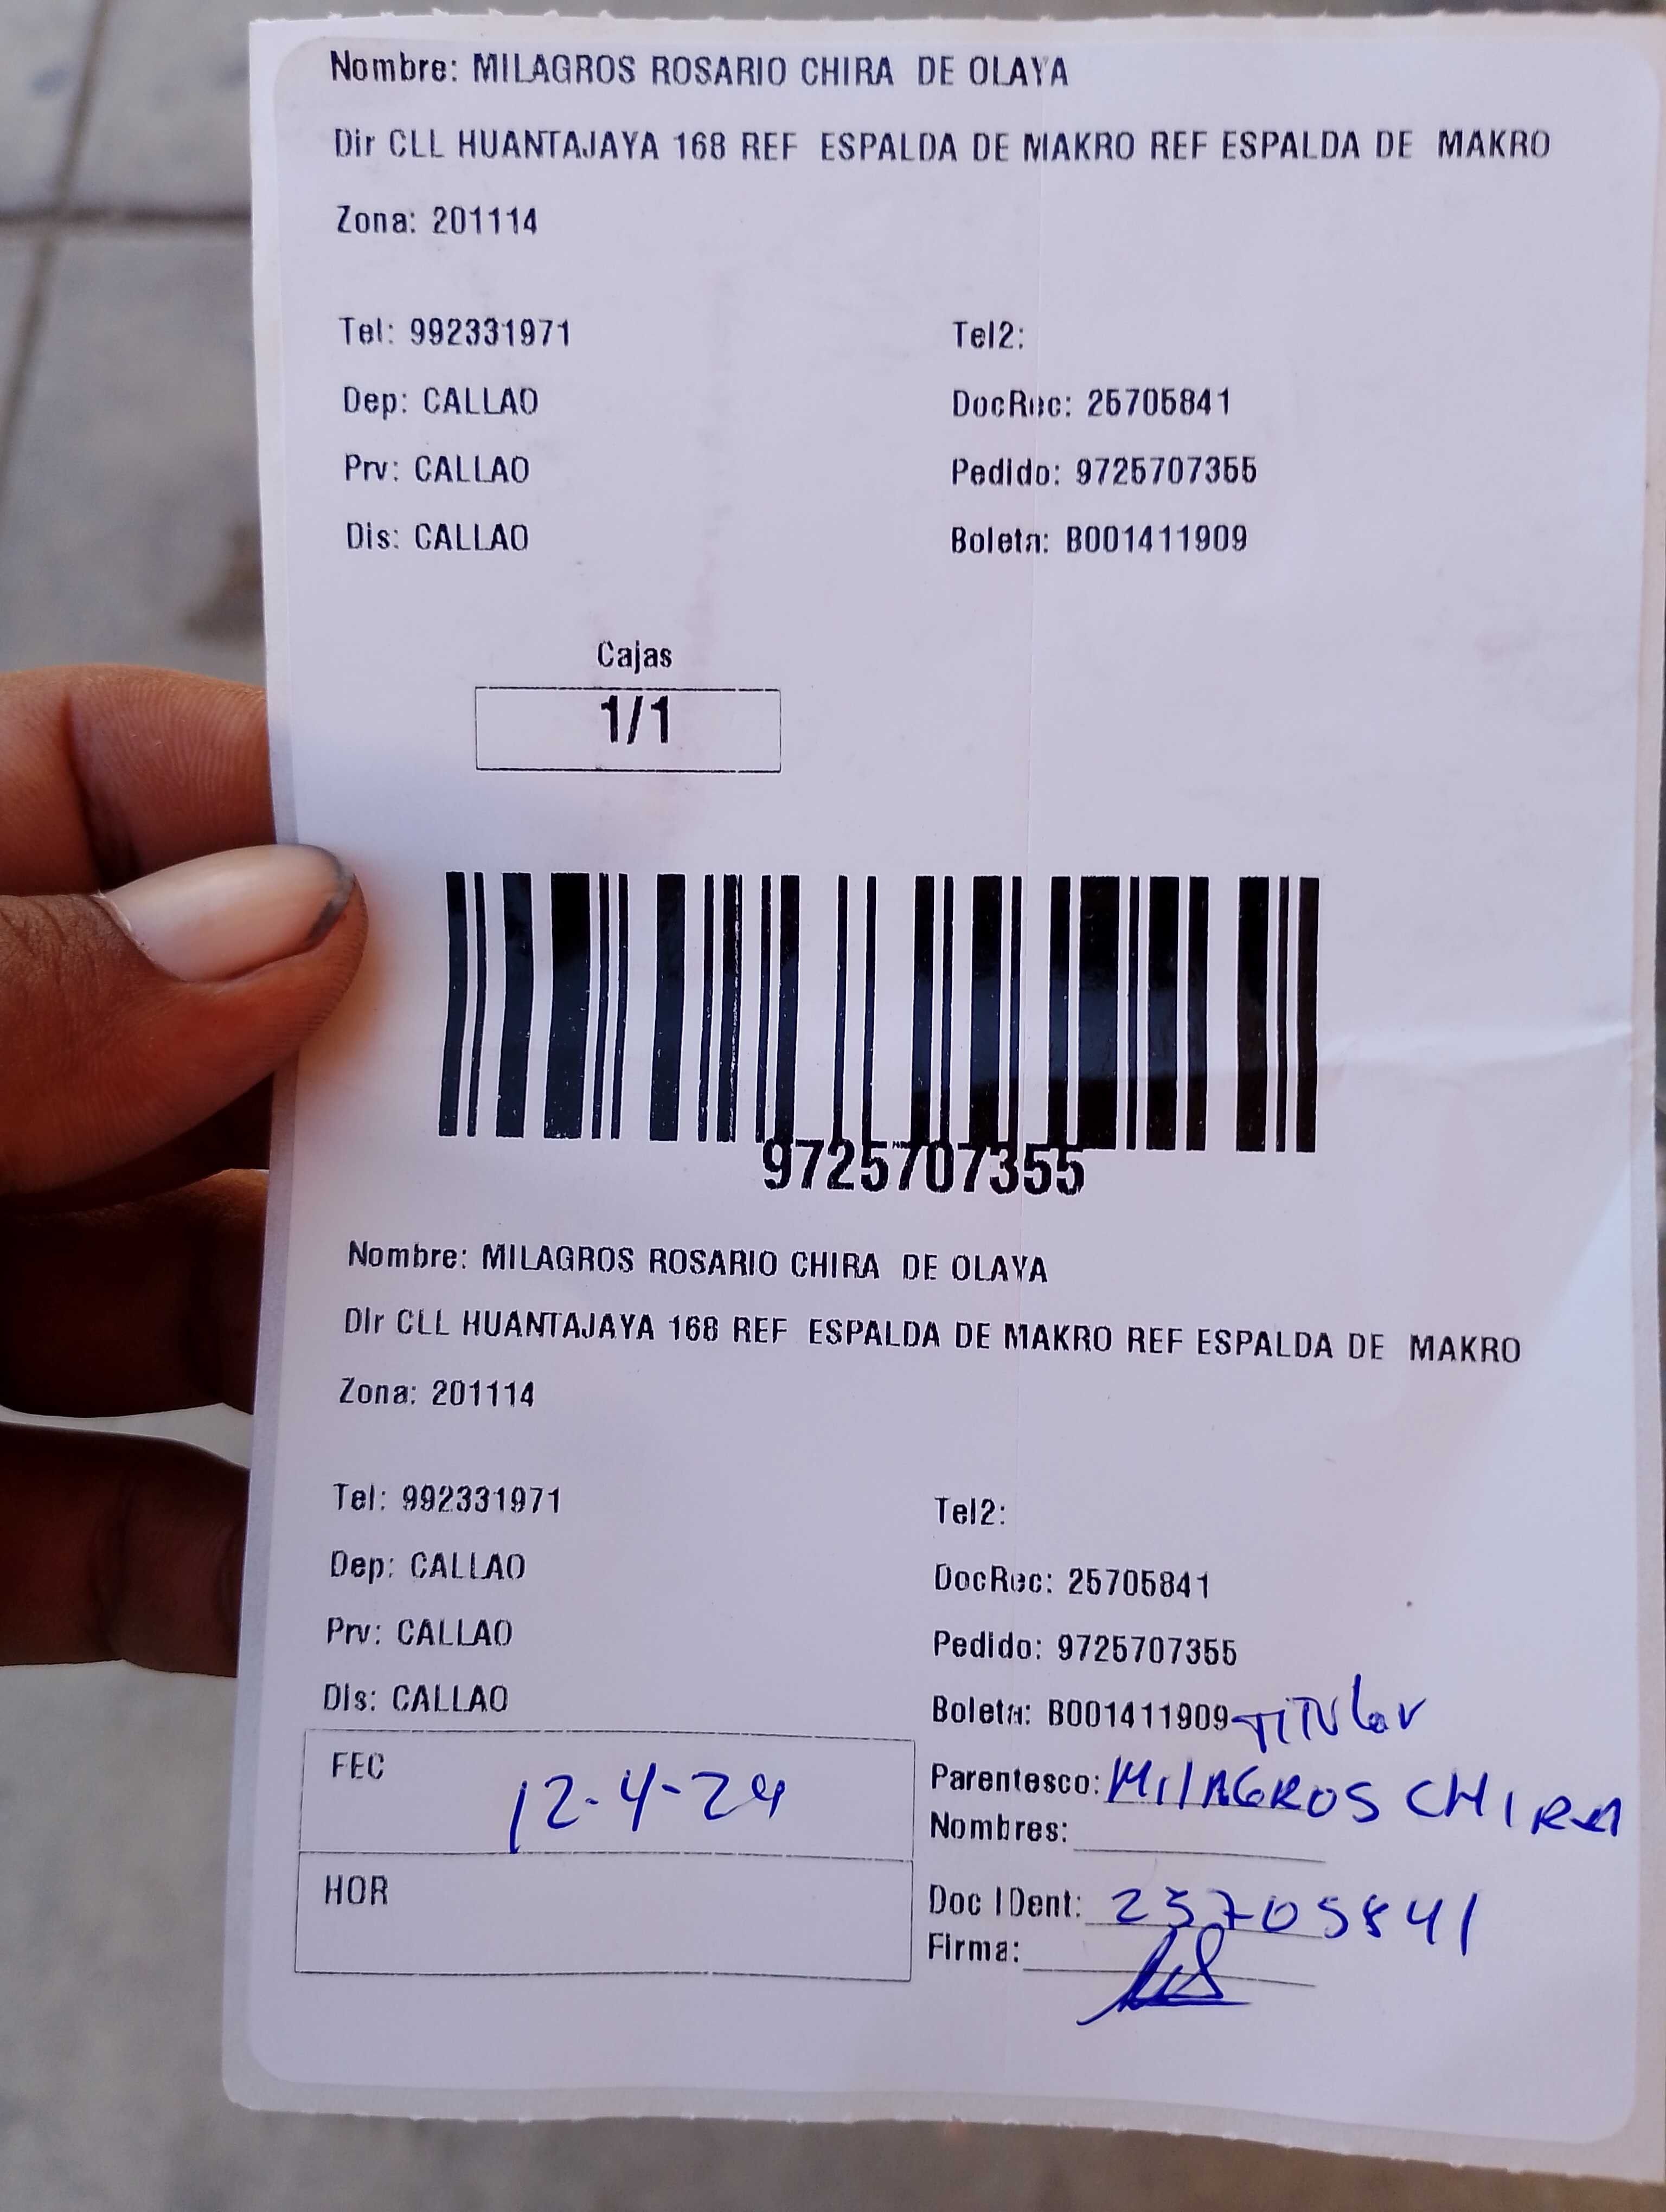 Nombre: MILAGROS ROSARIO CHIRA DE OLAYA
Dir CLL HUANTAJAYA 168 REF ESPALDA DE MAKRO REF ESPALDA DE MAKRO
Zona: 201114
Tel: 992331971 Tel2:
Dep: CALLAO DocRec: 25705841
Prv: CALLAO Pedido: 9725707355
Dis: CALLAO Boleta: B001411909
Cajas
1/1
9725707355
Nombre: MILAGROS ROSARIO CHIRA DE OLAYA
Dir CLL HUANTAJAYA 168 REF ESPALDA DE MAKRO REF ESPALDA DE MAKRO
Zona: 201114
Tel: 992331971 Tel2:
Dep: CALLAO DocRec: 25705841
Prv: CALLAO Pedido: 9725707355
Dis: CALLAO Boleta: B001411909 TITULAR
FEC 12-4-24 Parentesco: MILAGROS CHIRA
Nombres:
HOR Doc IDent: 25705841
Firma: